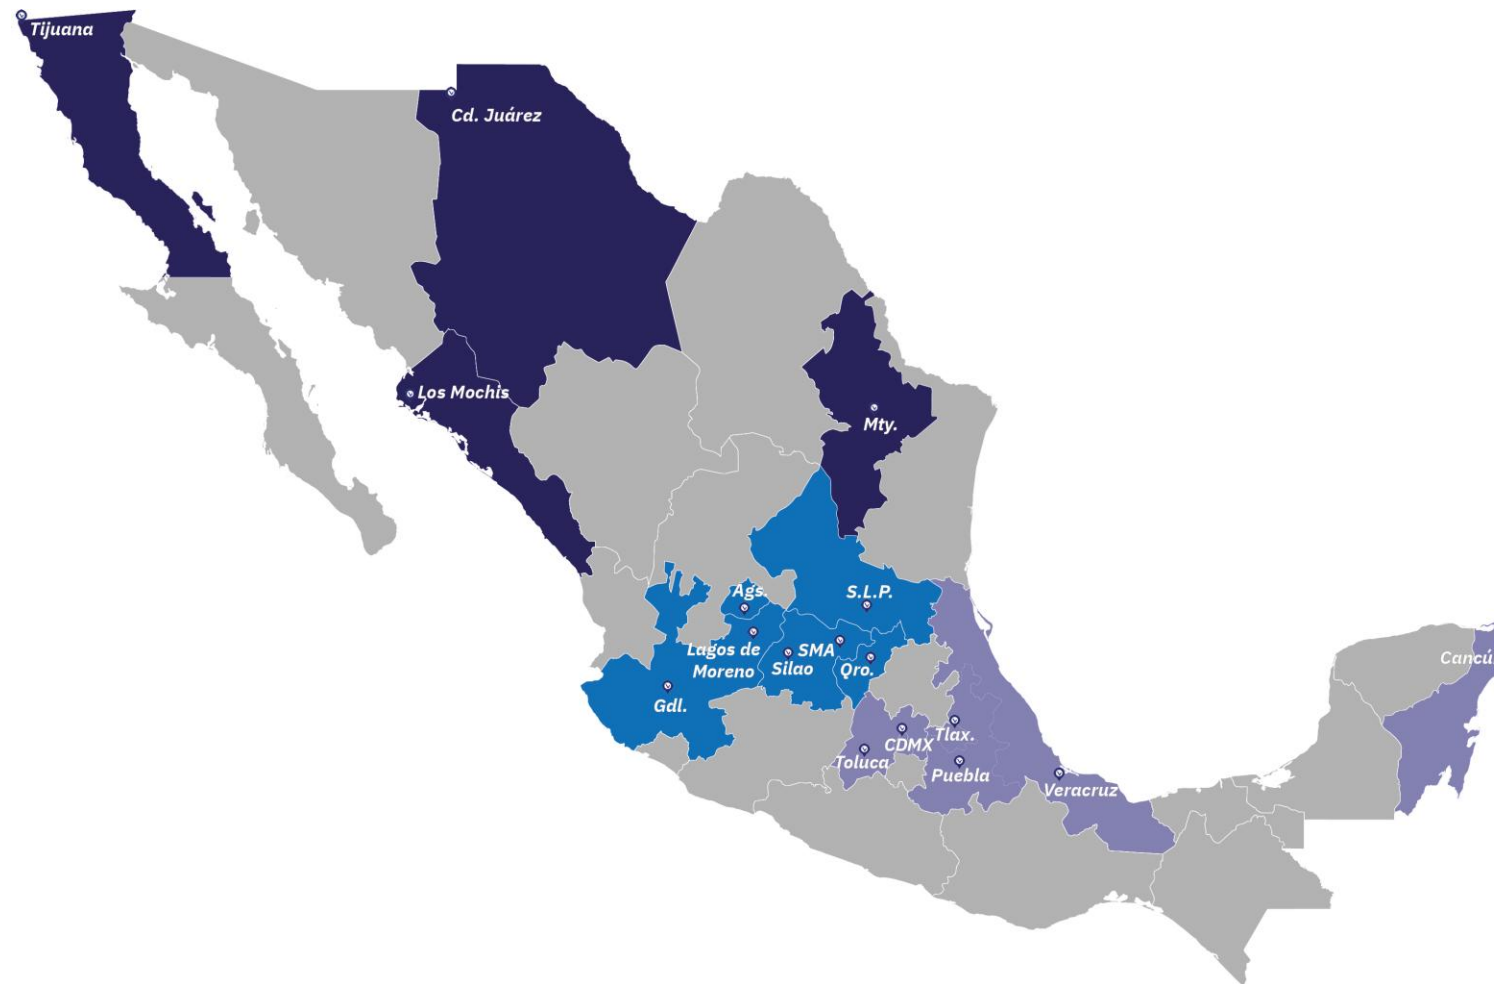 Tijuana
Cd. Juárez
Los Mochis
Mty.
Ags.
S.L.P.
Lagos de
Moreno
SMA
Silao
Qro.
Gdl.
CDMX
Tlax.
Toluca
Puebla
Veracruz